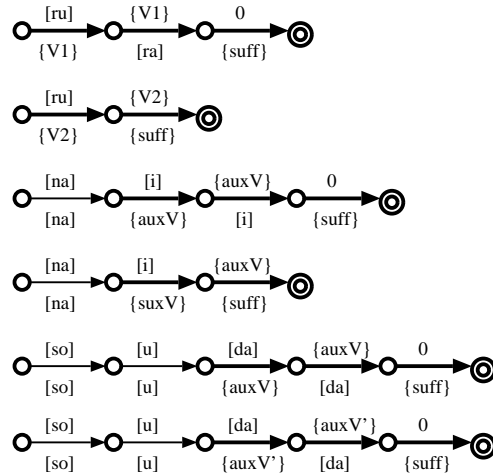 [ru] {V1} 0
{V1} [ra] {suff}
[ru] {V2}
{V2} {suff}
[na] [i] {auxV} 0
[na] {auxV} [i] {suff}
[na] [i] {auxV}
[na] {suxV} {suff}
[so] [u] [da] {auxV} 0
[so] [u] {auxV} [da] {suff}
[so] [u] [da] {auxV'} 0
[so] [u] {auxV'} [da] {suff}